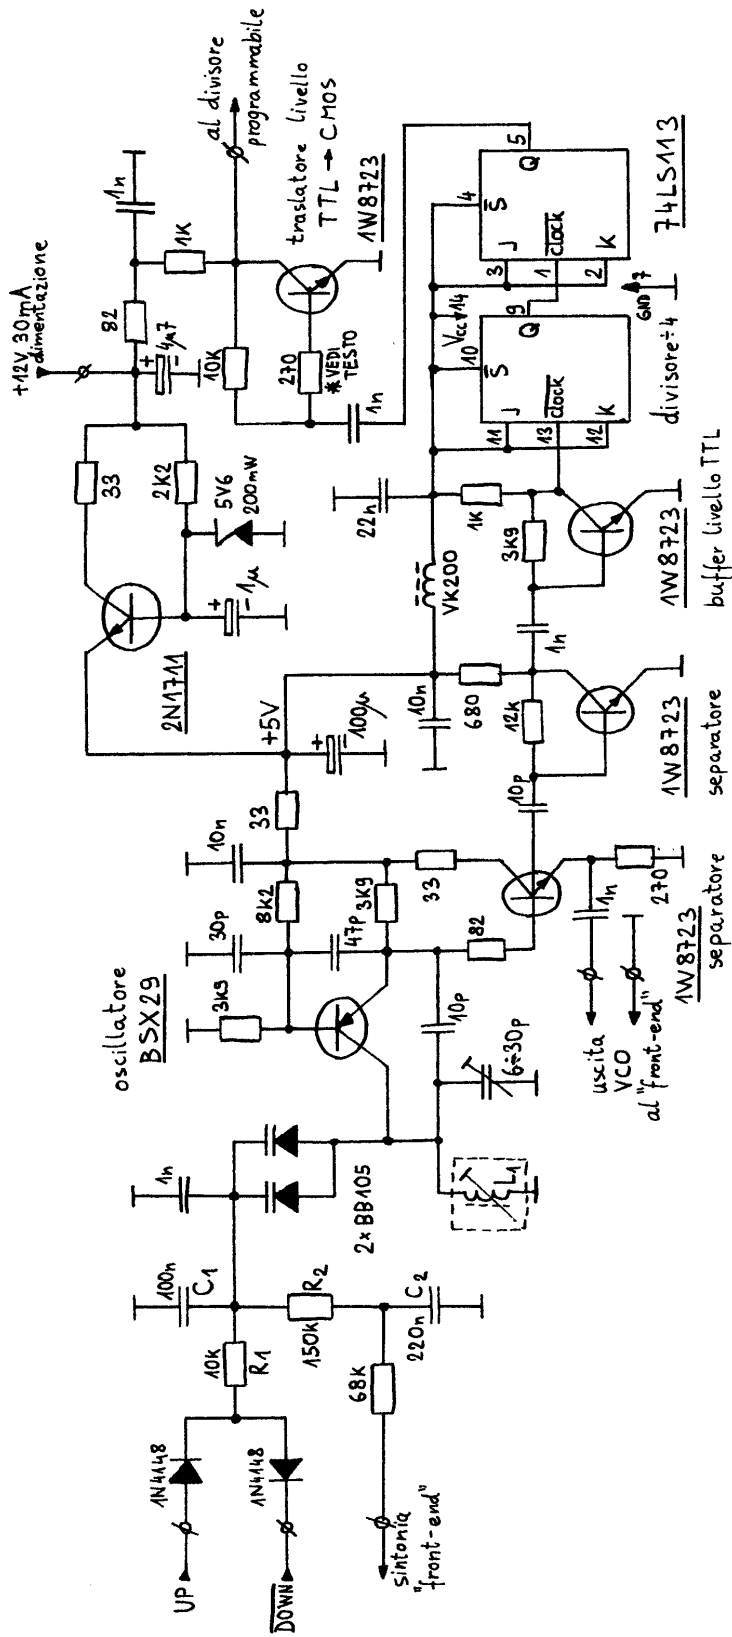 UP
DOWN
1N4148
1N4148
10K
R1
100n
C1
150k
R2
68K
220n
C2
sintonia
"front-end"
1n
2x BB105
L1
oscillatore
BSX29
3K9
30p
8K2
10n
47p
3K9
33
10p
6÷30p
82
33
+5V
100µ
1n
270
uscita
VCO
al "front-end"
1W8723
separatore
10p
12k
680
10n
1W8723
separatore
2N1711
33
2K2
5V6
200mW
1µ
VK200
22n
1K
3K9
1n
1W8723
buffer livello TTL
+12V 30mA
alimentazione
82
4µ7
1n
1K
10K
270
*VEDI
TESTO
1n
al divisore
programmabile
traslatore livello
TTL → CMOS
1W8723
11
13
12
10
9
J
clock
K
S
Q
Vcc 14
3
1
2
4
5
J
clock
K
S
Q
GND 7
divisore÷4
74LS113